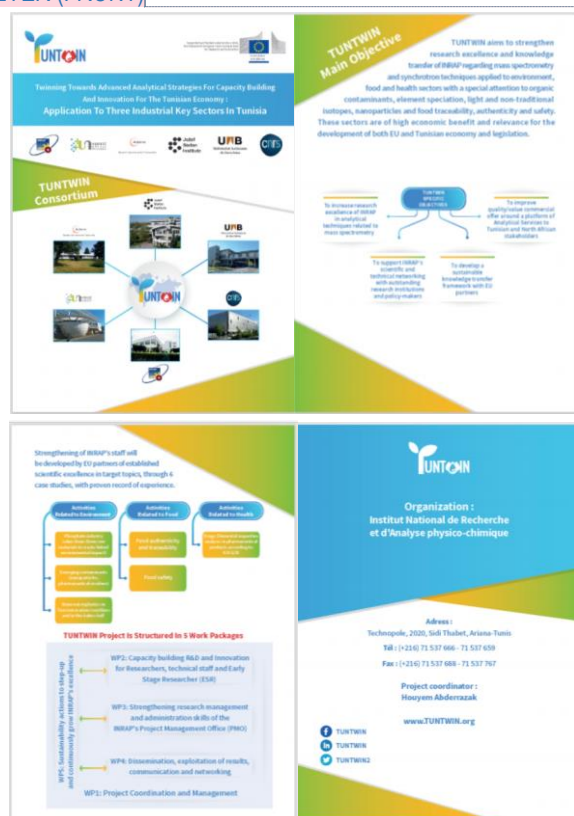 TUNTWIN
Twinning Towards Advanced Analytical Strategies For Capacity Building
And Innovation For The Tunisian Economy :
Application To Three Industrial Key Sectors In Tunisia
Jožef
Stefan
Institute
UAB
cnrs
TUNTWIN
Consortium
Jožef
Stefan
Institute
UAB
cnrs
TUNTWIN
TUNTWIN
Main Objective
TUNTWIN aims to strengthen
research excellence and knowledge
transfer of INRAP regarding mass spectrometry
and synchrotron techniques applied to environment,
food and health sectors with a special attention to organic
contaminants, element speciation, light and non-traditional
isotopes, nanoparticles and food traceability, authenticity and safety.
These sectors are of high economic benefit and relevance for the
development of both EU and Tunisian economy and legislation.
TUNTWIN
SPECIFIC
OBJECTIVES
To increase research
excellence of INRAP
in analytical
techniques related to
mass spectrometry
To improve
quality/value commercial
offer around a platform of
Analytical Services to
Tunisian and North African
stakeholders
To support INRAP's
scientific and
technical networking
with outstanding
research institutions
and policy-makers
To develop a
sustainable
knowledge transfer
framework with EU
partners
Strengthening of INRAP's staff will
be developed by EU partners of established
scientific excellence in target topics, through 6
case studies, with proven record of experience.
Activities
Related to Environment
Activities
Related to Food
Activities
Related to Health
Food authenticity
and traceability
Food safety
TUNTWIN Project Is Structured In 5 Work Packages
WP5: Sustainability actions to step-up
and continuously grow INRAP's excellence
WP2: Capacity building R&D and innovation
for Researchers, technical staff and Early
Stage Researcher (ESR)
WP3: Strengthening research management
and administration skills of the
INRAP's Project Management Office (PMO)
WP4: Dissemination, exploitation of results,
communication and networking
WP1: Project Coordination and Management
TUNTWIN
Organization :
Institut National de Recherche
et d'Analyse physico-chimique
Adress :
Technopole, 2020, Sidi Thabet, Ariana-Tunis
Tél : (+216) 71 537 666 - 71 537 659
Fax : (+216) 71 537 688 - 71 537 767
Project coordinator :
Houyem Abderrazak
www.TUNTWIN.org
TUNTWIN
TUNTWIN
TUNTWIN2